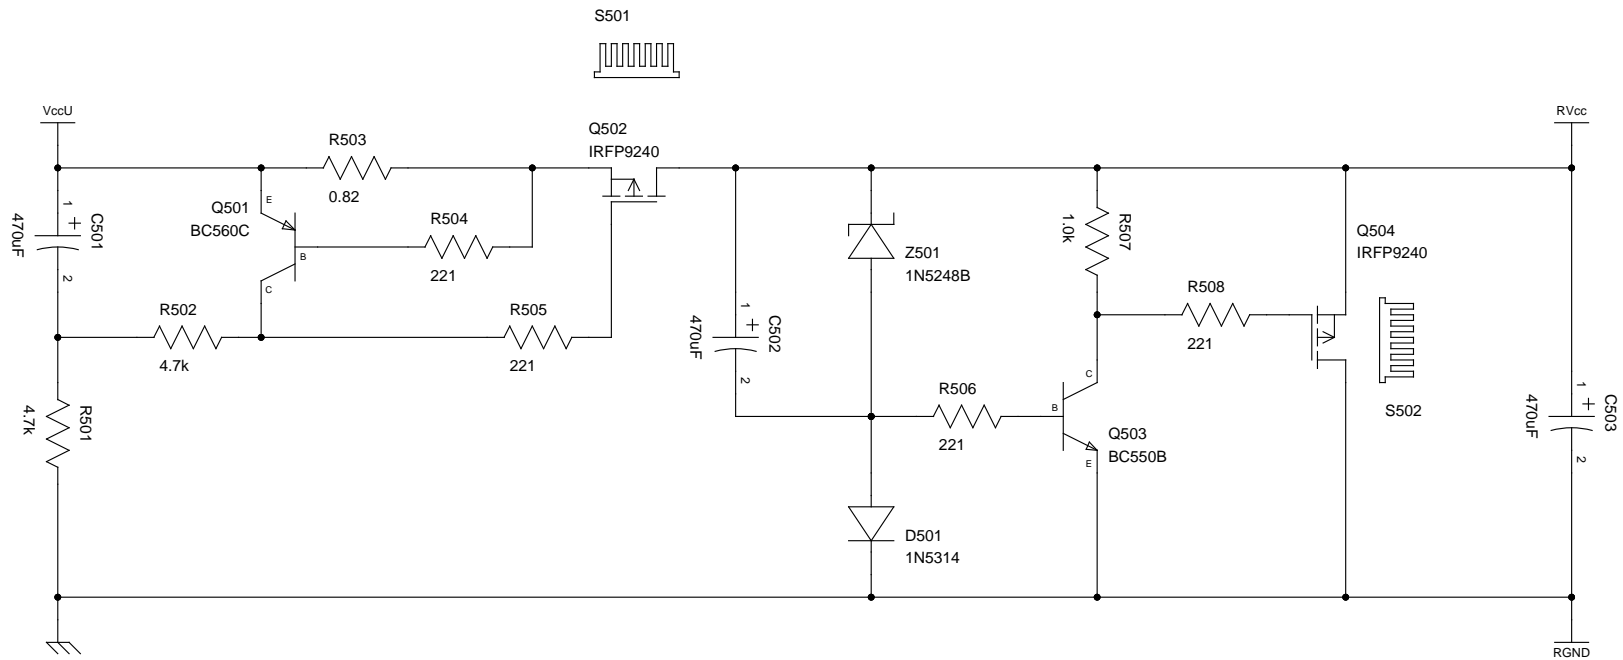 S501
VccU
RVcc
R503
0.82
Q502
IRFP9240
Q501
BC560C
E
B
C
R504
221
1
+
2
C501
470uF
R502
4.7k
R505
221
R501
4.7k
1
+
2
C502
470uF
Z501
1N5248B
R507
1.0k
Q504
IRFP9240
R508
221
S502
R506
221
C
B
E
Q503
BC550B
D501
1N5314
1
+
2
C503
470uF
RGND